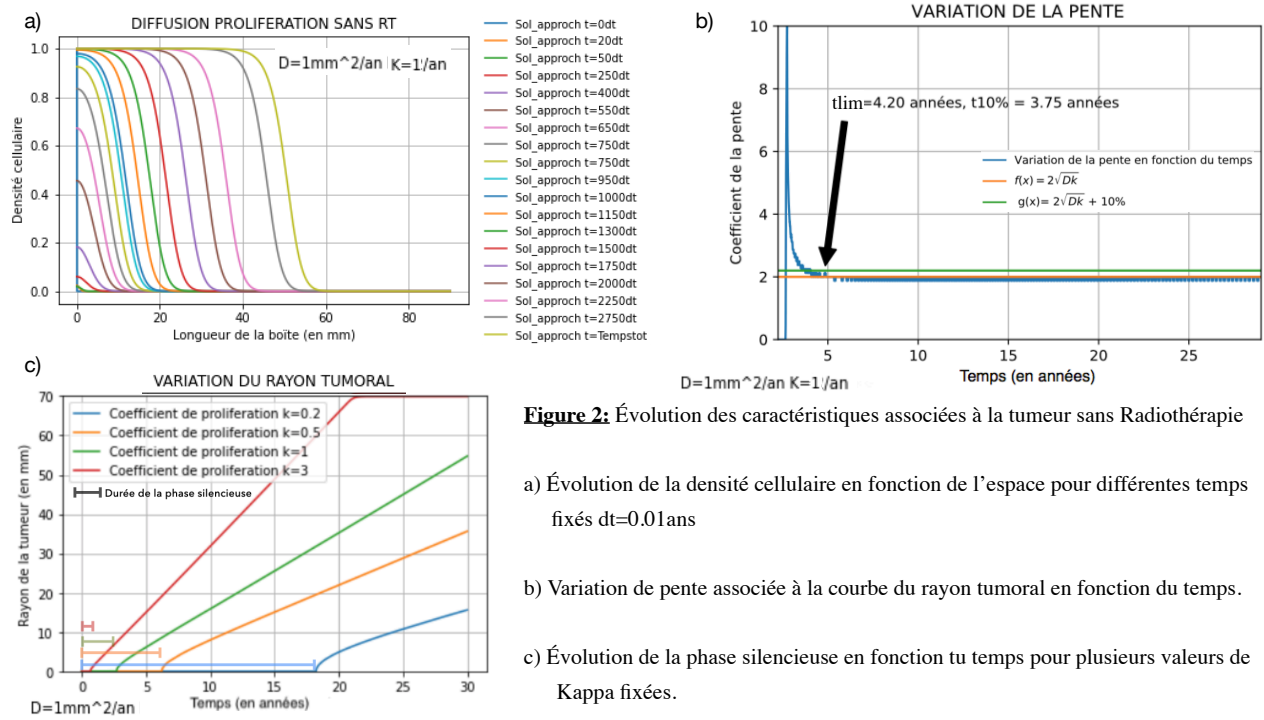 a)
DIFFUSION PROLIFERATION SANS RT
D=1mm^2/an K=1/an
Densité cellulaire
1.0
0.8
0.6
0.4
0.2
0.0
0 20 40 60 80
Longueur de la boïte (en mm)
Sol_approch t=0dt
Sol_approch t=20dt
Sol_approch t=50dt
Sol_approch t=250dt
Sol_approch t=400dt
Sol_approch t=550dt
Sol_approch t=650dt
Sol_approch t=750dt
Sol_approch t=750dt
Sol_approch t=950dt
Sol_approch t=1000dt
Sol_approch t=1150dt
Sol_approch t=1300dt
Sol_approch t=1500dt
Sol_approch t=1750dt
Sol_approch t=2000dt
Sol_approch t=2250dt
Sol_approch t=2750dt
Sol_approch t=Tempstot
b)
VARIATION DE LA PENTE
Coefficient de la pente
10
8
6
4
2
0
tlim=4.20 années, t10% = 3.75 années
Variation de la pente en fonction du temps
f(x) = 2√Dk
g(x)= 2√Dk + 10%
5 10 15 20 25
Temps (en années)
D=1mm^2/an K=1/an
c)
VARIATION DU RAYON TUMORAL
Rayon de la tumeur (en mm)
70
60
50
40
30
20
10
0
Coefficient de proliferation k=0.2
Coefficient de proliferation k=0.5
Coefficient de proliferation k=1
Coefficient de proliferation k=3
Durée de la phase silencieuse
0 5 10 15 20 25 30
Temps (en années)
D=1mm^2/an
Figure 2: Évolution des caractéristiques associées à la tumeur sans Radiothérapie
a) Évolution de la densité cellulaire en fonction de l’espace pour différentes temps
fixés dt=0.01ans
b) Variation de pente associée à la courbe du rayon tumoral en fonction du temps.
c) Évolution de la phase silencieuse en fonction tu temps pour plusieurs valeurs de
Kappa fixées.